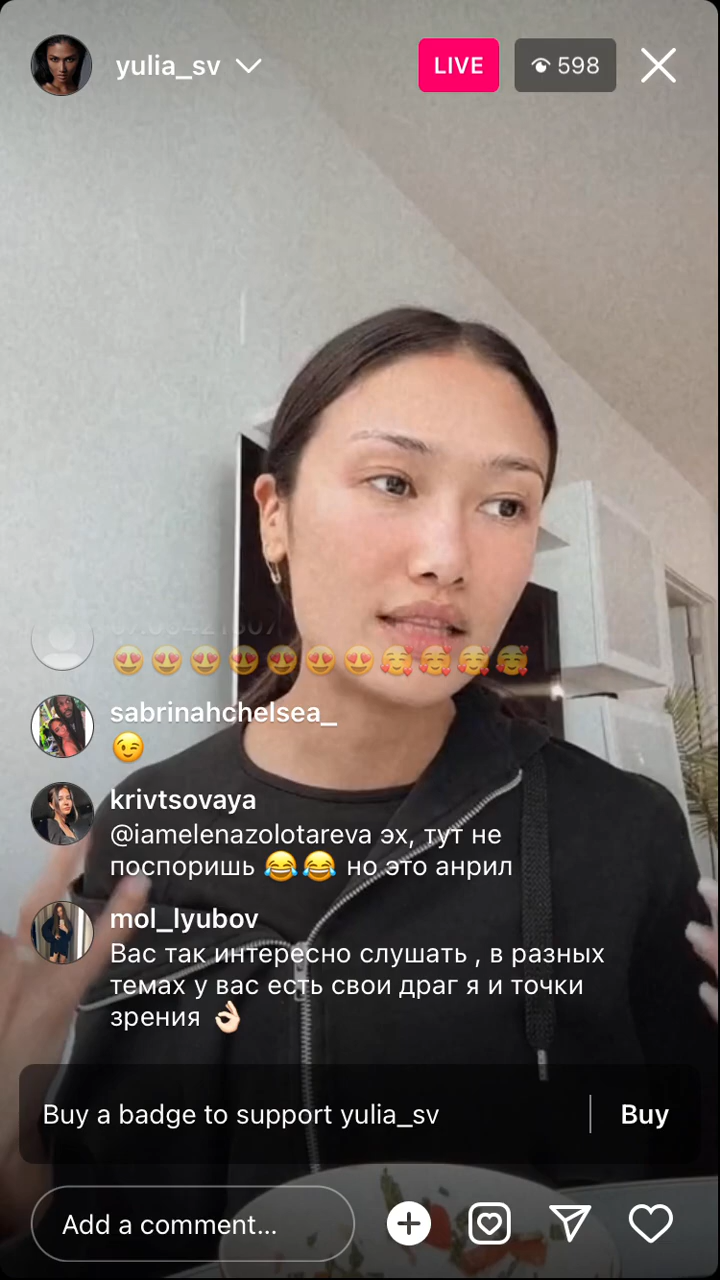 yulia_sv
LIVE
598
sabrinahchelsea_
😉
krivtsovaya
@iamelenazolotareva эх, тут не
поспоришь 😂😂 но это анрил
mol_lyubov
Вас так интересно слушать , в разных
темах у вас есть свои драг я и точки
зрения 👌🏻
Buy a badge to support yulia_sv
Buy
Add a comment...